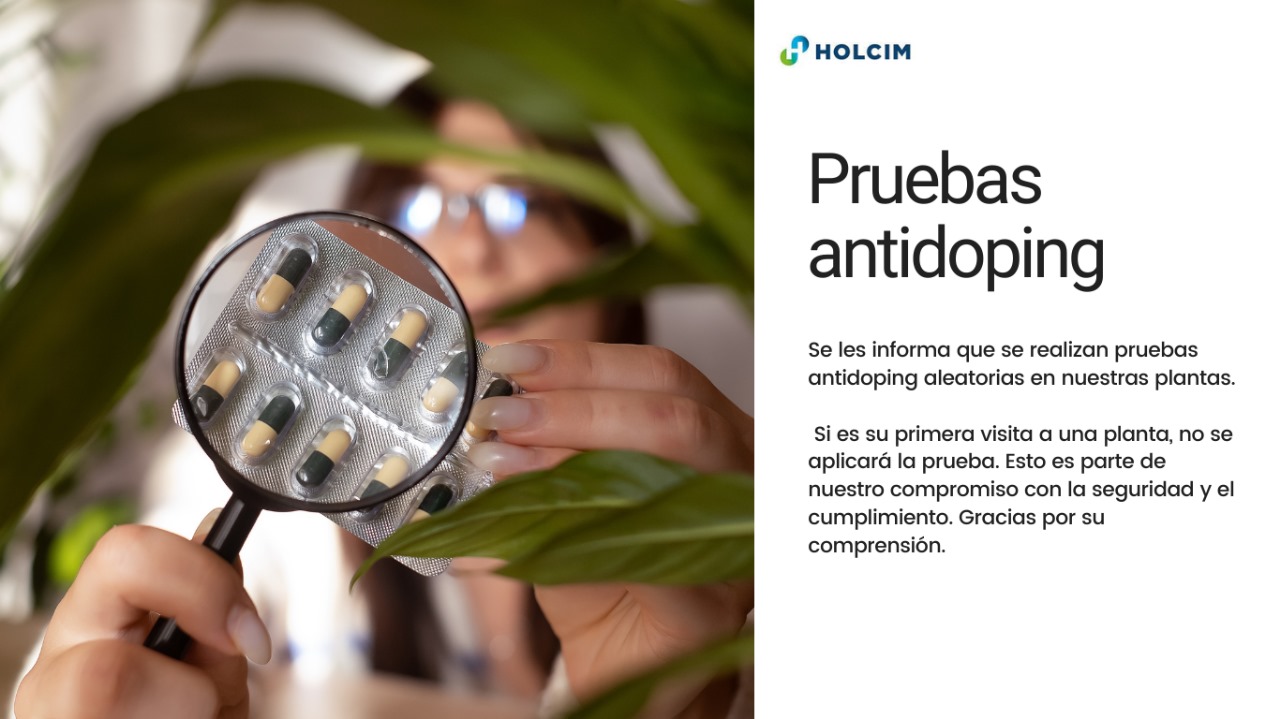 HOLCIM
Pruebas
antidoping
Se les informa que se realizan pruebas
antidoping aleatorias en nuestras plantas.
Si es su primera visita a una planta, no se
aplicará la prueba. Esto es parte de
nuestro compromiso con la seguridad y el
cumplimiento. Gracias por su
comprensión.